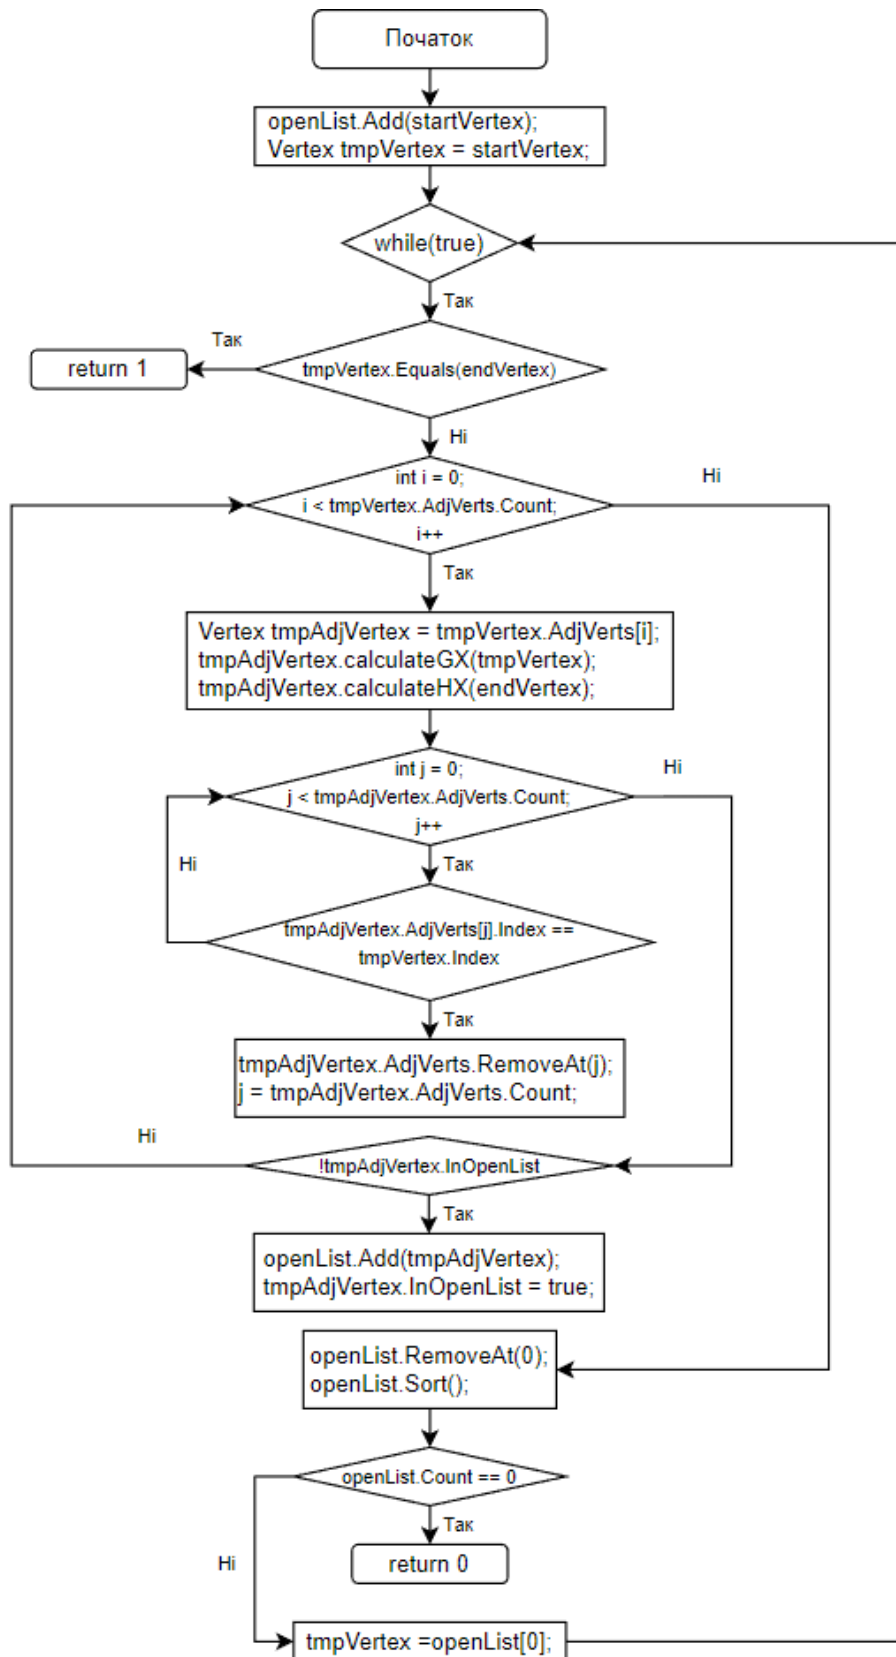 Початок
openList.Add(startVertex);
Vertex tmpVertex = startVertex;
while(true)
Так
Так
return 1
tmpVertex.Equals(endVertex)
Ні
int i = 0;
i < tmpVertex.AdjVerts.Count;
i++
Ні
Так
Vertex tmpAdjVertex = tmpVertex.AdjVerts[i];
tmpAdjVertex.calculateGX(tmpVertex);
tmpAdjVertex.calculateHX(endVertex);
int j = 0;
j < tmpAdjVertex.AdjVerts.Count;
j++
Ні
Ні
Так
tmpAdjVertex.AdjVerts[j].Index ==
tmpVertex.Index
Так
tmpAdjVertex.AdjVerts.RemoveAt(j);
j = tmpAdjVertex.AdjVerts.Count;
Ні
!tmpAdjVertex.InOpenList
Так
openList.Add(tmpAdjVertex);
tmpAdjVertex.InOpenList = true;
openList.RemoveAt(0);
openList.Sort();
openList.Count == 0
Так
Ні
return 0
tmpVertex =openList[0];